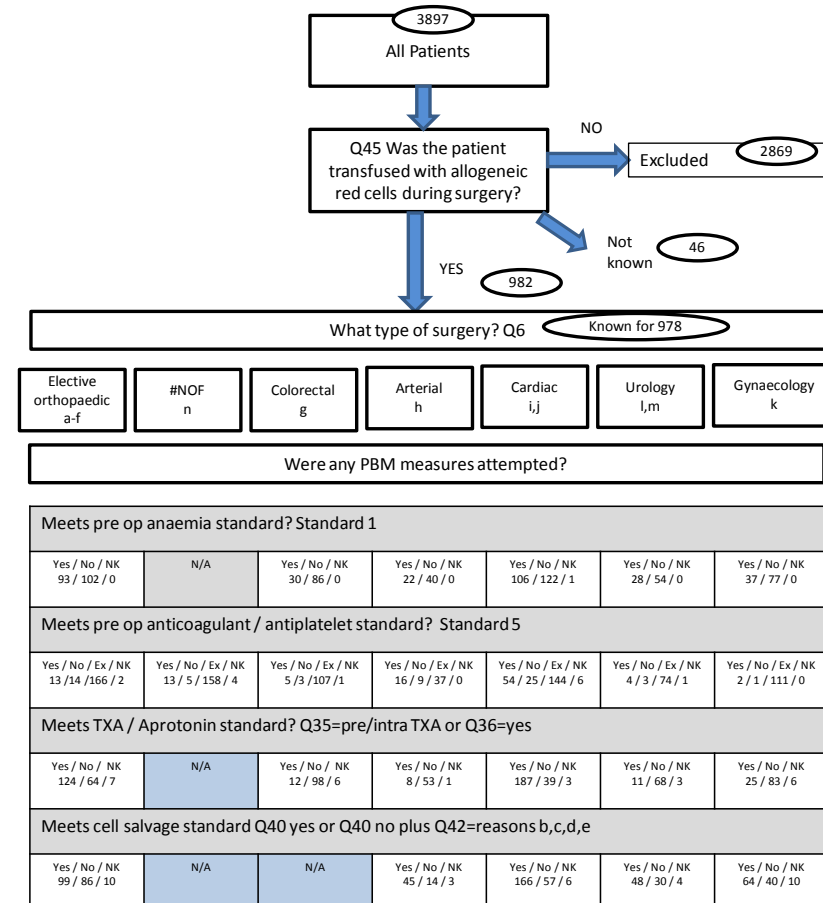 3897
All Patients
NO
Q45 Was the patient
transfused with allogeneic
red cells during surgery?
Excluded
2869
Not
known
46
YES
982
What type of surgery? Q6
Known for 978
Elective
orthopaedic
a-f
#NOF
n
Colorectal
g
Arterial
h
Cardiac
i,j
Urology
l,m
Gynaecology
k
Were any PBM measures attempted?
Meets pre op anaemia standard? Standard 1
Yes / No / NK
93 / 102 / 0
N/A
Yes / No / NK
30 / 86 / 0
Yes / No / NK
22 / 40 / 0
Yes / No / NK
106 / 122 / 1
Yes / No / NK
28 / 54 / 0
Yes / No / NK
37 / 77 / 0
Meets pre op anticoagulant / antiplatelet standard? Standard 5
Yes / No / Ex / NK
13 /14 /166 / 2
Yes / No / Ex / NK
13 / 5 / 158 / 4
Yes / No / Ex / NK
5 /3 /107 /1
Yes / No / Ex / NK
16 / 9 / 37 / 0
Yes / No / Ex / NK
54 / 25 / 144 / 6
Yes / No / Ex / NK
4 / 3 / 74 / 1
Yes / No / Ex / NK
2 / 1 / 111 / 0
Meets TXA / Aprotonin standard? Q35=pre/intra TXA or Q36=yes
Yes / No / NK
124 / 64 / 7
N/A
Yes / No / NK
12 / 98 / 6
Yes / No / NK
8 / 53 / 1
Yes / No / NK
187 / 39 / 3
Yes / No / NK
11 / 68 / 3
Yes / No / NK
25 / 83 / 6
Meets cell salvage standard Q40 yes or Q40 no plus Q42=reasons b,c,d,e
Yes / No / NK
99 / 86 / 10
N/A
N/A
Yes / No / NK
45 / 14 / 3
Yes / No / NK
166 / 57 / 6
Yes / No / NK
48 / 30 / 4
Yes / No / NK
64 / 40 / 10